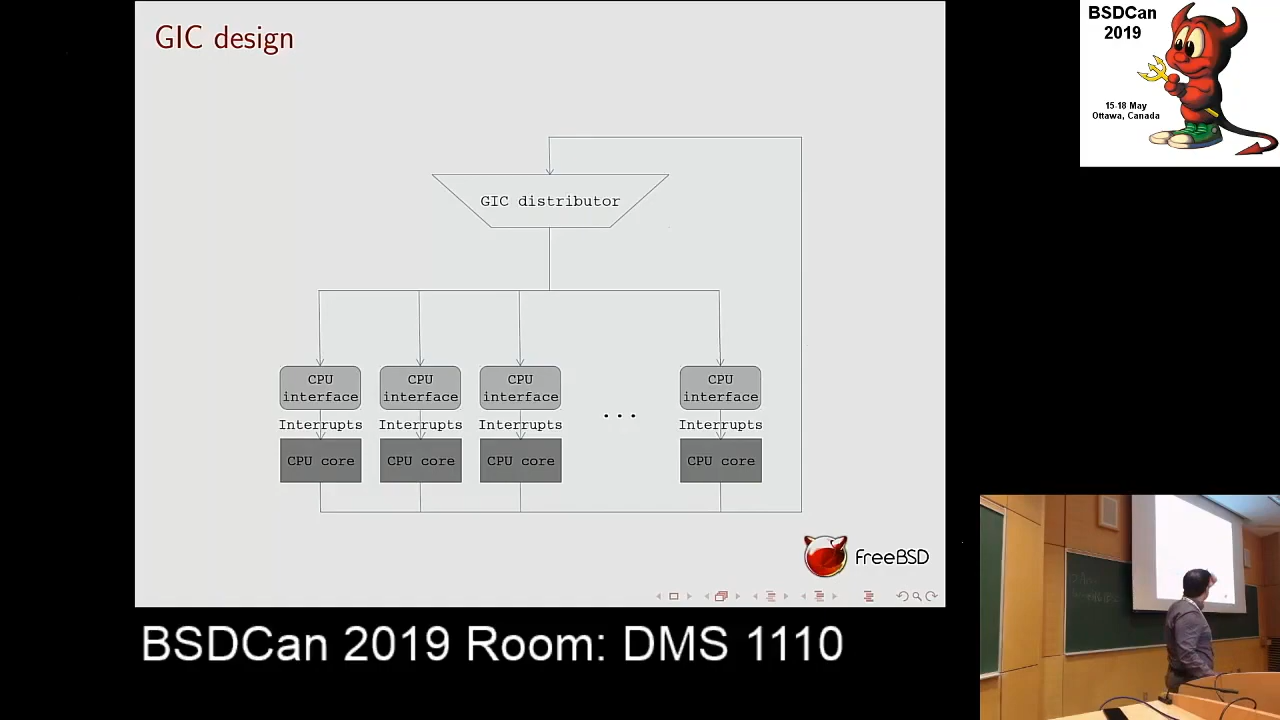 GIC design
GIC distributor
CPU interface
CPU interface
CPU interface
CPU interface
Interrupts
Interrupts
Interrupts
Interrupts
...
CPU core
CPU core
CPU core
CPU core
FreeBSD
BSDCan
2019
15-18 May
Ottawa, Canada
BSDCan 2019 Room: DMS 1110